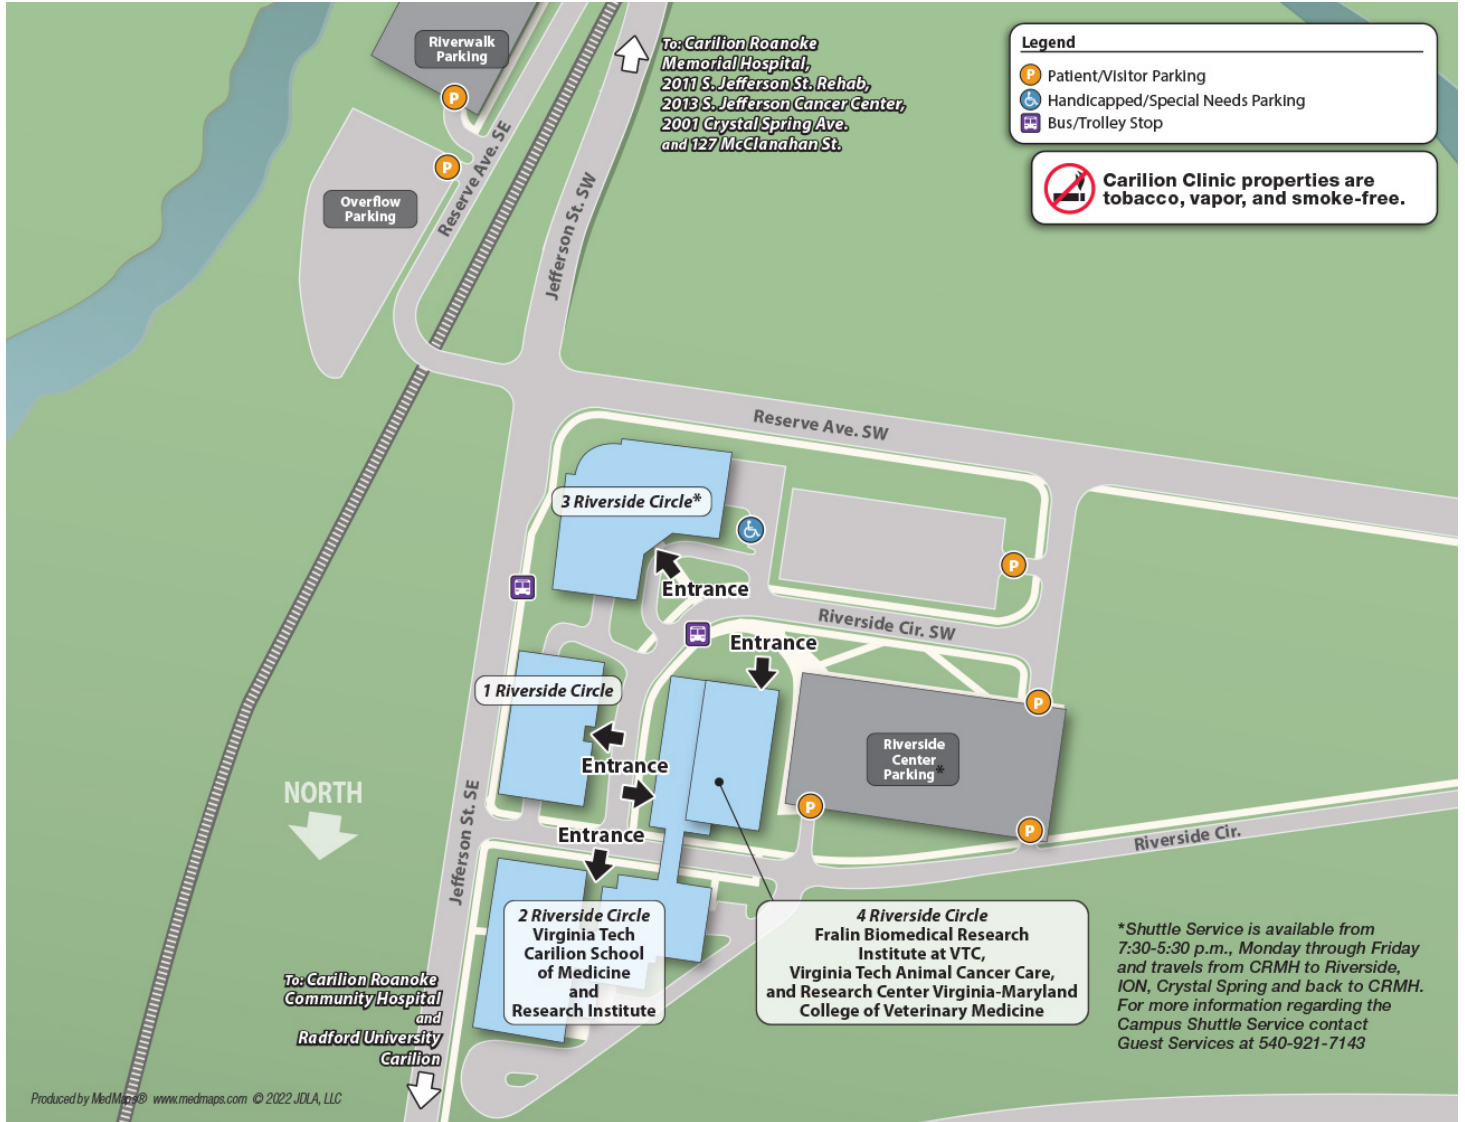 Riverwalk
Parking
P
P
Overflow
Parking
Reserve Ave. SE
Jefferson St. SW
To: Carilion Roanoke
Memorial Hospital,
2011 S. Jefferson St. Rehab,
2013 S. Jefferson Cancer Center,
2001 Crystal Spring Ave.
and 127 McClanahan St.
Legend
P Patient/Visitor Parking
Handicapped/Special Needs Parking
Bus/Trolley Stop
Carilion Clinic properties are
tobacco, vapor, and smoke-free.
Reserve Ave. SW
3 Riverside Circle*
Entrance
P
Riverside Cir. SW
Entrance
1 Riverside Circle
Entrance
P
Riverside
Center
Parking*
P
P
Riverside Cir.
NORTH
Jefferson St. SE
Entrance
2 Riverside Circle
Virginia Tech
Carilion School
of Medicine
and
Research Institute
4 Riverside Circle
Fralin Biomedical Research
Institute at VTC,
Virginia Tech Animal Cancer Care,
and Research Center Virginia-Maryland
College of Veterinary Medicine
*Shuttle Service is available from
7:30-5:30 p.m., Monday through Friday
and travels from CRMH to Riverside,
ION, Crystal Spring and back to CRMH.
For more information regarding the
Campus Shuttle Service contact
Guest Services at 540-921-7143
To: Carilion Roanoke
Community Hospital
and
Radford University
Carilion
Produced by MedMaps® www.medmaps.com © 2022 JDLA, LLC